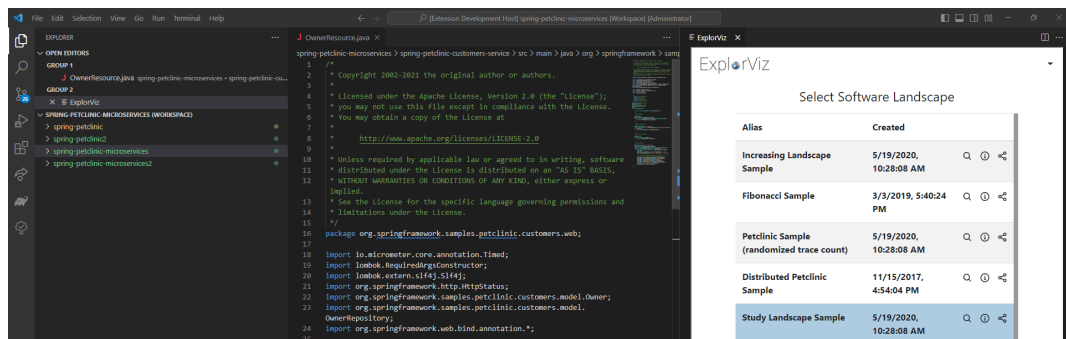 File Edit Selection View Go Run Terminal Help
[Extension Development Host] spring-petclinic-microservices (Workspace) [Administrator]
EXPLORER
OPEN EDITORS
GROUP 1
J OwnerResource.java spring-petclinic-microservices • spring-petclinic-cu...
GROUP 2
ExplorViz
SPRING-PETCLINIC-MICROSERVICES (WORKSPACE)
spring-petclinic
spring-petclinic2
spring-petclinic-microservices
spring-petclinic-microservices2
26
J OwnerResource.java
spring-petclinic-microservices > spring-petclinic-customers-service > src > main > java > org > springframework > samp
1 /*
2 * Copyright 2002-2021 the original author or authors.
3 *
4 * Licensed under the Apache License, Version 2.0 (the "License");
5 * you may not use this file except in compliance with the License.
6 * You may obtain a copy of the License at
7 *
8 * http://www.apache.org/licenses/LICENSE-2.0
9 *
10 * Unless required by applicable law or agreed to in writing, software
11 * distributed under the License is distributed on an "AS IS" BASIS,
12 * WITHOUT WARRANTIES OR CONDITIONS OF ANY KIND, either express or
implied.
13 * See the License for the specific language governing permissions and
14 * limitations under the License.
15 */
16 package org.springframework.samples.petclinic.customers.web;
17
18 import io.micrometer.core.annotation.Timed;
19 import lombok.RequiredArgsConstructor;
20 import lombok.extern.slf4j.Slf4j;
21 import org.springframework.http.HttpStatus;
22 import org.springframework.samples.petclinic.customers.model.Owner;
23 import org.springframework.samples.petclinic.customers.model.
OwnerRepository;
24 import org.springframework.web.bind.annotation.*;
ExplorViz
ExplorViz
Select Software Landscape
Alias Created
Increasing Landscape 5/19/2020,
Sample 10:28:08 AM
Fibonacci Sample 3/3/2019, 5:40:24
PM
Petclinic Sample 5/19/2020,
(randomized trace count) 10:28:08 AM
Distributed Petclinic 11/15/2017,
Sample 4:54:04 PM
Study Landscape Sample 5/19/2020,
10:28:08 AM